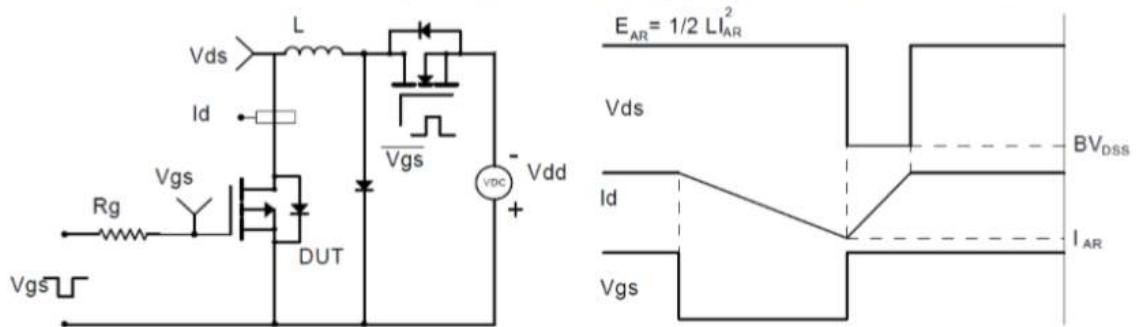 L
Vds
Id
Vgs
Vgs
Rg
DUT
Vgs
VDC
-
Vdd
+
E_AR = 1/2 LI_AR^2
Vds
BV_DSS
Id
I_AR
Vgs